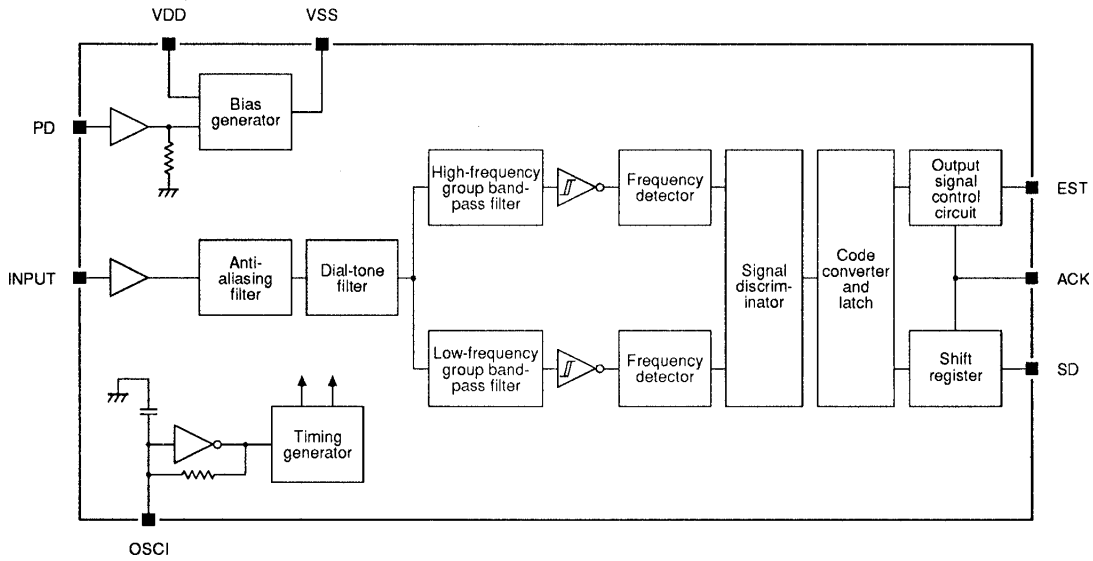 VDD
VSS
PD
Bias
generator
High-frequency
group band-
pass filter
Frequency
detector
Output
signal
control
circuit
EST
INPUT
Anti-
aliasing
filter
Dial-tone
filter
Signal
discrim-
inator
Code
converter
and
latch
ACK
Low-frequency
group band-
pass filter
Frequency
detector
Shift
register
SD
Timing
generator
OSCI